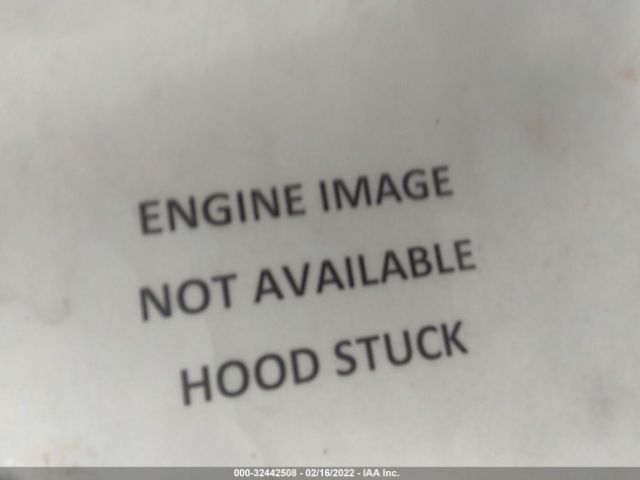 ENGINE IMAGE
NOT AVAILABLE
HOOD STUCK
000-32442508 - 02/16/2022 - IAA Inc.